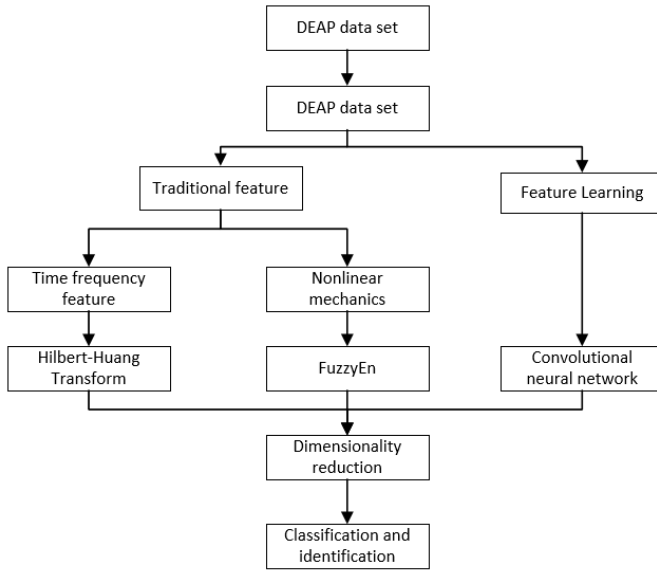 DEAP data set
DEAP data set
Traditional feature
Feature Learning
Time frequency
feature
Nonlinear
mechanics
Hilbert-Huang
Transform
FuzzyEn
Convolutional
neural network
Dimensionality
reduction
Classification and
identification